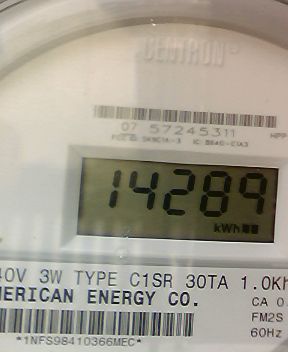 CENTRON
07 57245311
14289
kWh
40V 3W TYPE C1SR 30TA 1.0Kh
MERICAN ENERGY CO.
CA 0.
FM2S
60Hz
*1NFS98410366MEC*